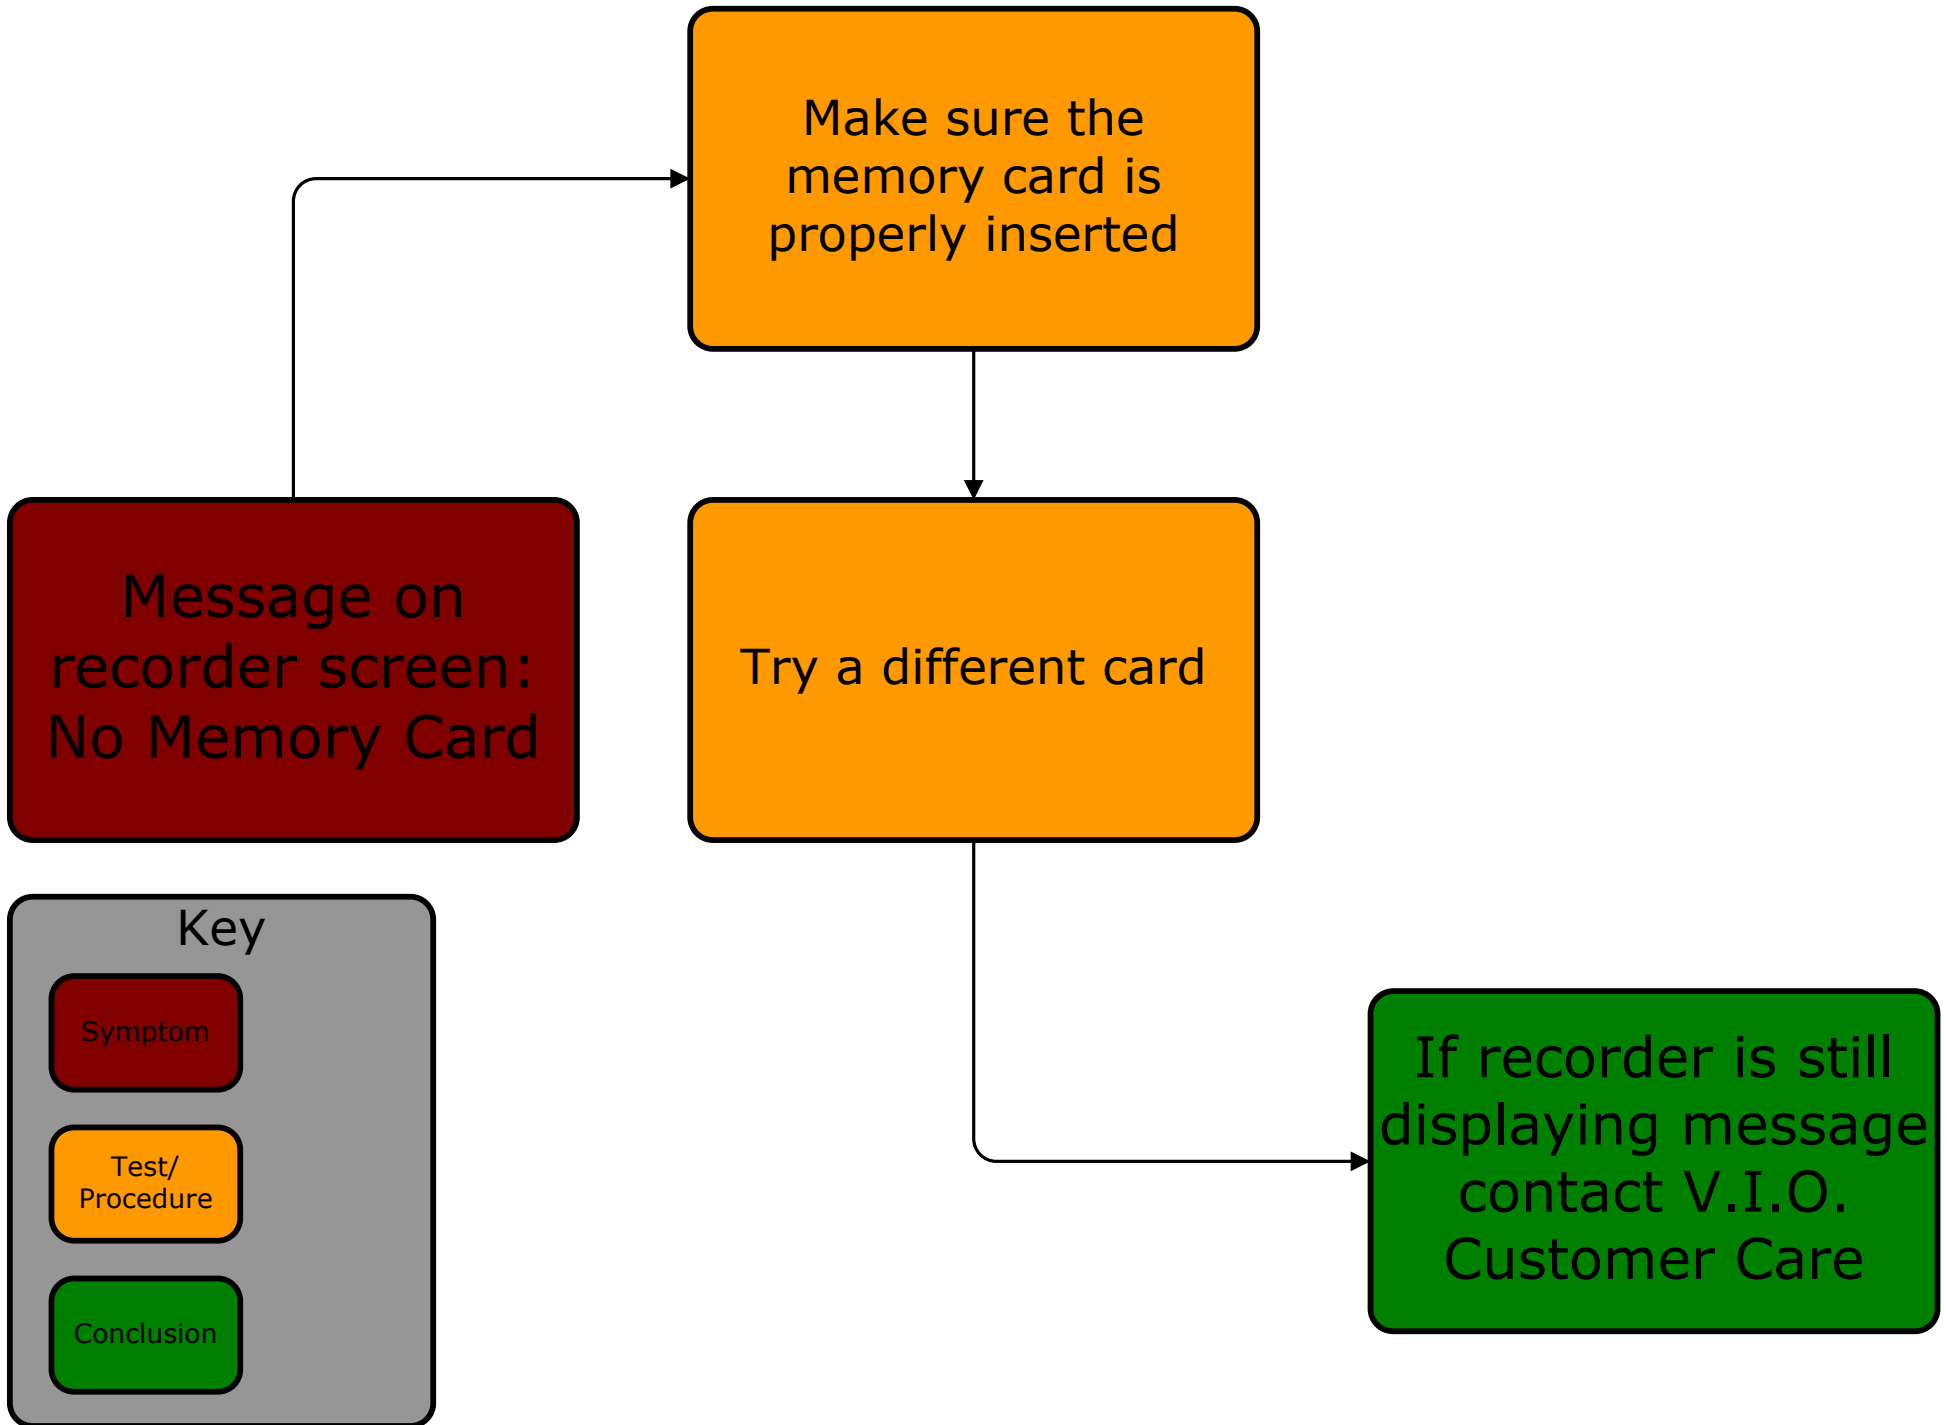 Make sure the
memory card is
properly inserted
Message on
recorder screen:
No Memory Card
Try a different card
Key
Symptom
Test/
Procedure
Conclusion
If recorder is still
displaying message
contact V.I.O.
Customer Care